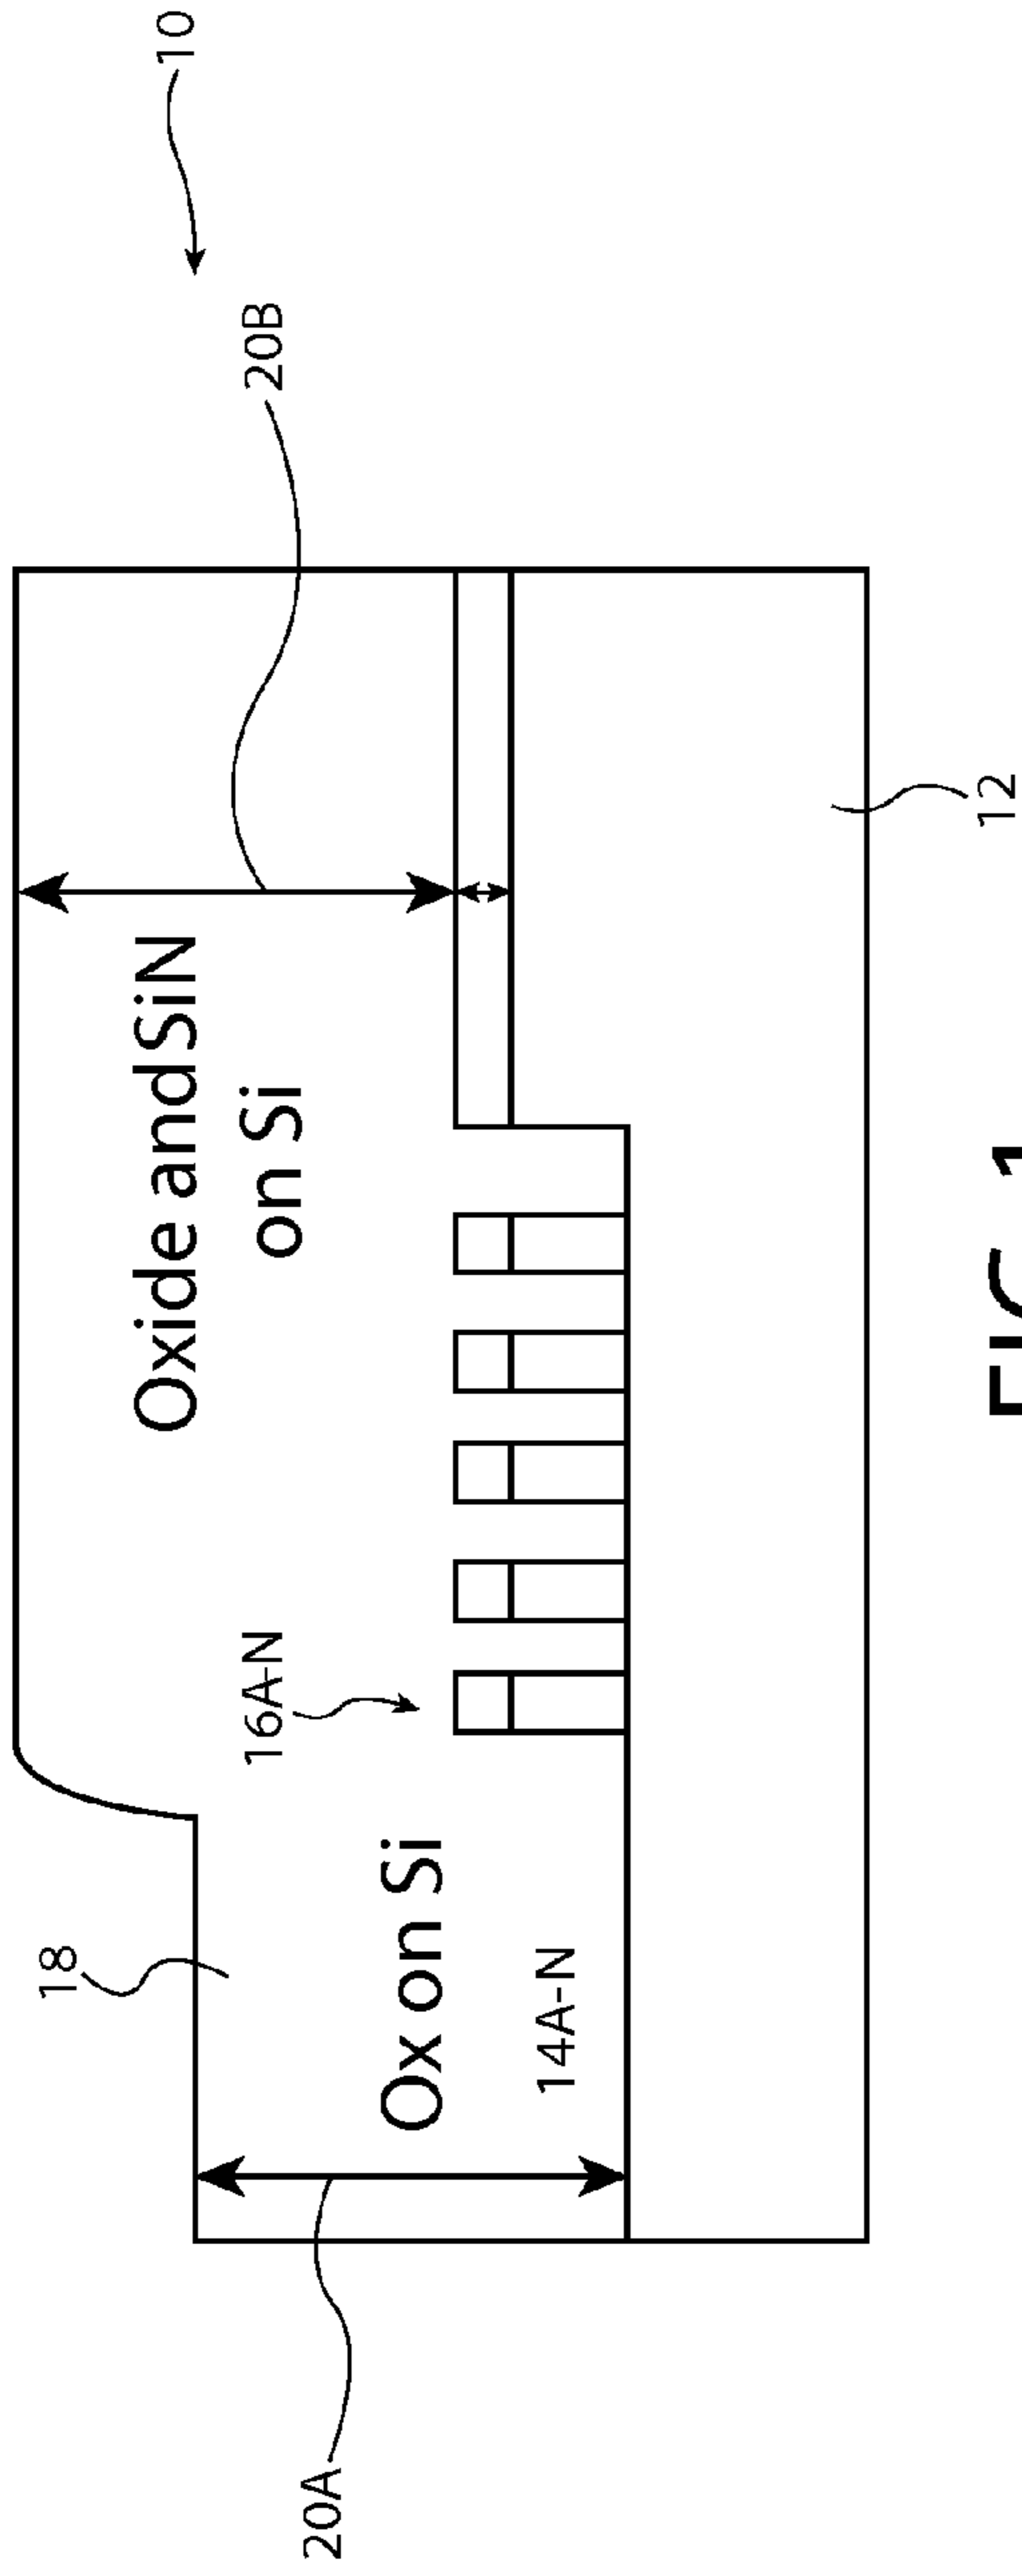 18
10
Oxide and SiN
on Si
16A-N
20B
20A
Ox on Si
14A-N
12
FIG 1